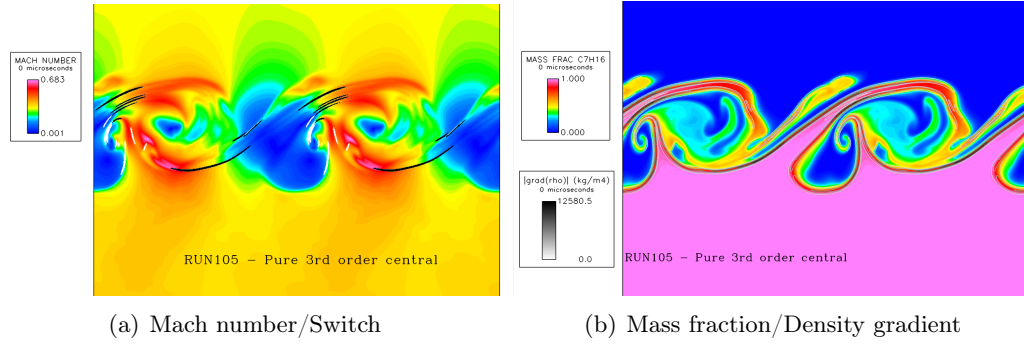 MACH NUMBER
0 microseconds
0.683
0.001
RUN105 – Pure 3rd order central
(a) Mach number/Switch
MASS FRAC C7H16
0 microseconds
1.000
0.000
|grad(rho)| (kg/m4)
0 microseconds
12580.5
0.0
RUN105 – Pure 3rd order central
(b) Mass fraction/Density gradient